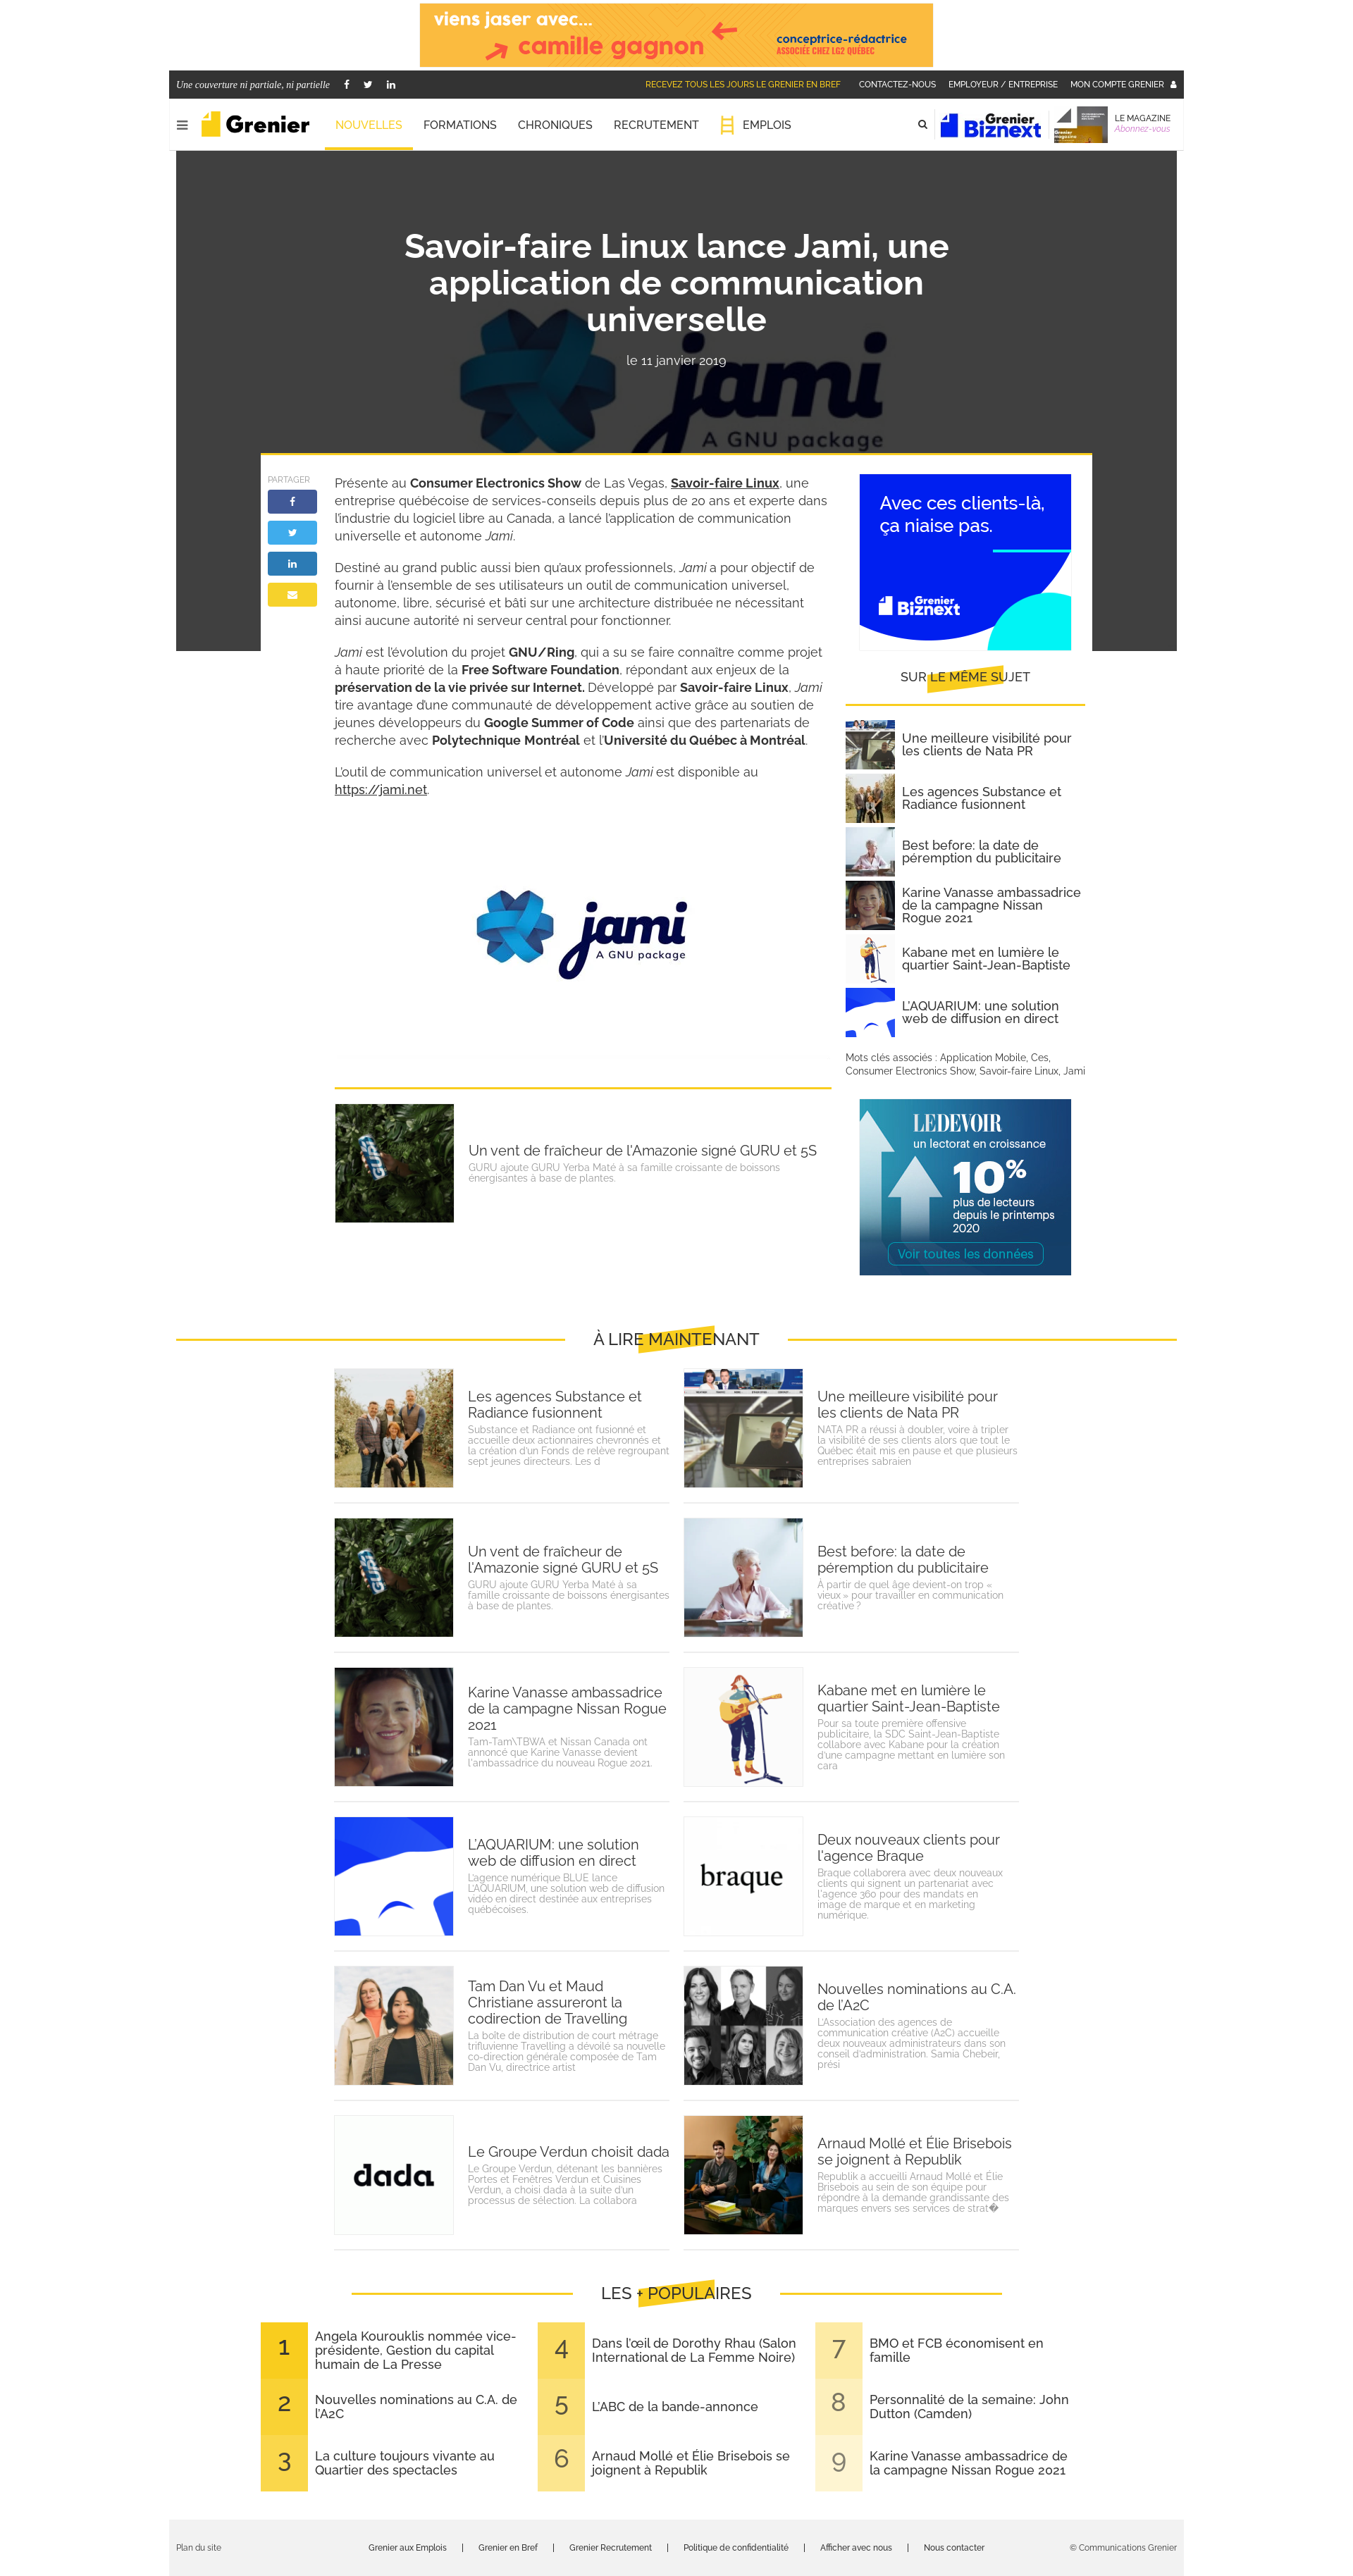 viens jaser avec...
camille gagnon
conceptrice-rédactrice
ASSOCIÉE CHEZ LG2 QUÉBEC
Une couverture ni partiale, ni partielle
RECEVEZ TOUS LES JOURS LE GRENIER EN BREF
CONTACTEZ-NOUS
EMPLOYEUR / ENTREPRISE
MON COMPTE GRENIER
Grenier
NOUVELLES
FORMATIONS
CHRONIQUES
RECRUTEMENT
EMPLOIS
Grenier
Biznext
LE MAGAZINE
Abonnez-vous
Savoir-faire Linux lance Jami, une
application de communication
universelle
le 11 janvier 2019
jami
A GNU package
PARTAGER
Présente au Consumer Electronics Show de Las Vegas, Savoir-faire Linux, une
entreprise québécoise de services-conseils depuis plus de 20 ans et experte dans
l'industrie du logiciel libre au Canada, a lancé l'application de communication
universelle et autonome Jami.
Destiné au grand public aussi bien qu'aux professionnels, Jami a pour objectif de
fournir à l'ensemble de ses utilisateurs un outil de communication universel,
autonome, libre, sécurisé et bâti sur une architecture distribuée ne nécessitant
ainsi aucune autorité ni serveur central pour fonctionner.
Jami est l'évolution du projet GNU/Ring, qui a su se faire connaître comme projet
à haute priorité de la Free Software Foundation, répondant aux enjeux de la
préservation de la vie privée sur Internet. Développé par Savoir-faire Linux, Jami
tire avantage d'une communauté de développement active grâce au soutien de
jeunes développeurs du Google Summer of Code ainsi que des partenariats de
recherche avec Polytechnique Montréal et l'Université du Québec à Montréal.
L'outil de communication universel et autonome Jami est disponible au
https://jami.net.
jami
A GNU package
Avec ces clients-là,
ça niaise pas.
Grenier
Biznext
SUR LE MÊME SUJET
Une meilleure visibilité pour
les clients de Nata PR
Les agences Substance et
Radiance fusionnent
Best before: la date de
péremption du publicitaire
Karine Vanasse ambassadrice
de la campagne Nissan
Rogue 2021
Kabane met en lumière le
quartier Saint-Jean-Baptiste
L'AQUARIUM: une solution
web de diffusion en direct
Mots clés associés : Application Mobile, Ces,
Consumer Electronics Show, Savoir-faire Linux, Jami
LE DEVOIR
un lectorat en croissance
10%
plus de lecteurs
depuis le printemps
2020
Voir toutes les données
GURU
Un vent de fraîcheur de l'Amazonie signé GURU et 5S
GURU ajoute GURU Yerba Maté à sa famille croissante de boissons
énergisantes à base de plantes.
À LIRE MAINTENANT
Les agences Substance et
Radiance fusionnent
Substance et Radiance ont fusionné et
accueille deux actionnaires chevronnés et
la création d'un Fonds de relève regroupant
sept jeunes directeurs. Les d
Une meilleure visibilité pour
les clients de Nata PR
NATA PR a réussi à doubler, voire à tripler
la visibilité de ses clients alors que tout le
Québec était mis en pause et que plusieurs
entreprises sabraien
GURU
Un vent de fraîcheur de
l'Amazonie signé GURU et 5S
GURU ajoute GURU Yerba Maté à sa
famille croissante de boissons énergisantes
à base de plantes.
Best before: la date de
péremption du publicitaire
À partir de quel âge devient-on trop «
vieux » pour travailler en communication
créative ?
Karine Vanasse ambassadrice
de la campagne Nissan Rogue
2021
Tam-Tam\TBWA et Nissan Canada ont
annoncé que Karine Vanasse devient
l'ambassadrice du nouveau Rogue 2021.
Kabane met en lumière le
quartier Saint-Jean-Baptiste
Pour sa toute première offensive
publicitaire, la SDC Saint-Jean-Baptiste
collabore avec Kabane pour la création
d'une campagne mettant en lumière son
cara
L'AQUARIUM: une solution
web de diffusion en direct
L'agence numérique BLUE lance
L'AQUARIUM, une solution web de diffusion
vidéo en direct destinée aux entreprises
québécoises.
braque
Deux nouveaux clients pour
l'agence Braque
Braque collaborera avec deux nouveaux
clients qui signent un partenariat avec
l'agence 360 pour des mandats en
image de marque et en marketing
numérique.
Tam Dan Vu et Maud
Christiane assureront la
codirection de Travelling
La boîte de distribution de court métrage
trifluvienne Travelling a dévoilé sa nouvelle
co-direction générale composée de Tam
Dan Vu, directrice artist
Nouvelles nominations au C.A.
de l'A2C
L'Association des agences de
communication créative (A2C) accueille
deux nouveaux administrateurs dans son
conseil d'administration. Samia Chebeir,
prési
dada
Le Groupe Verdun choisit dada
Le Groupe Verdun, détenant les bannières
Portes et Fenêtres Verdun et Cuisines
Verdun, a choisi dada à la suite d'un
processus de sélection. La collabora
Arnaud Mollé et Élie Brisebois
se joignent à Republik
Republik a accueilli Arnaud Mollé et Élie
Brisebois au sein de son équipe pour
répondre à la demande grandissante des
marques envers ses services de strat�
LES + POPULAIRES
1
Angela Kourouklis nommée vice-
présidente, Gestion du capital
humain de La Presse
2
Nouvelles nominations au C.A. de
l'A2C
3
La culture toujours vivante au
Quartier des spectacles
4
Dans l'œil de Dorothy Rhau (Salon
International de La Femme Noire)
5
L'ABC de la bande-annonce
6
Arnaud Mollé et Élie Brisebois se
joignent à Republik
7
BMO et FCB économisent en
famille
8
Personnalité de la semaine: John
Dutton (Camden)
9
Karine Vanasse ambassadrice de
la campagne Nissan Rogue 2021
Plan du site
Grenier aux Emplois | Grenier en Bref | Grenier Recrutement | Politique de confidentialité | Afficher avec nous | Nous contacter
© Communications Grenier